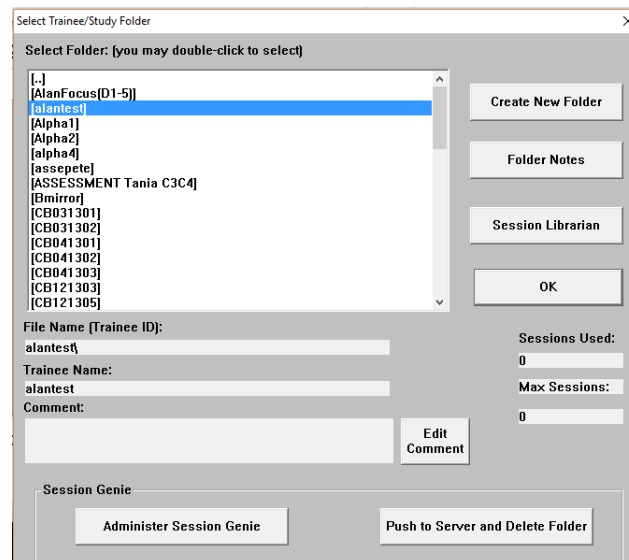 Select Trainee/Study Folder
Select Folder: (you may double-click to select)
[..]
[AlanFocus(D1-5)]
[alantest]
[Alpha1]
[Alpha2]
[alpha4]
[assepete]
[ASSESSMENT Tania C3C4]
[Bmirror]
[CB031301]
[CB031302]
[CB041301]
[CB041302]
[CB041303]
[CB121303]
[CB121305]
Create New Folder
Folder Notes
Session Librarian
OK
File Name (Trainee ID):
alantest\
Trainee Name:
alantest
Comment:
Edit
Comment
Sessions Used:
0
Max Sessions:
0
Session Genie
Administer Session Genie
Push to Server and Delete Folder